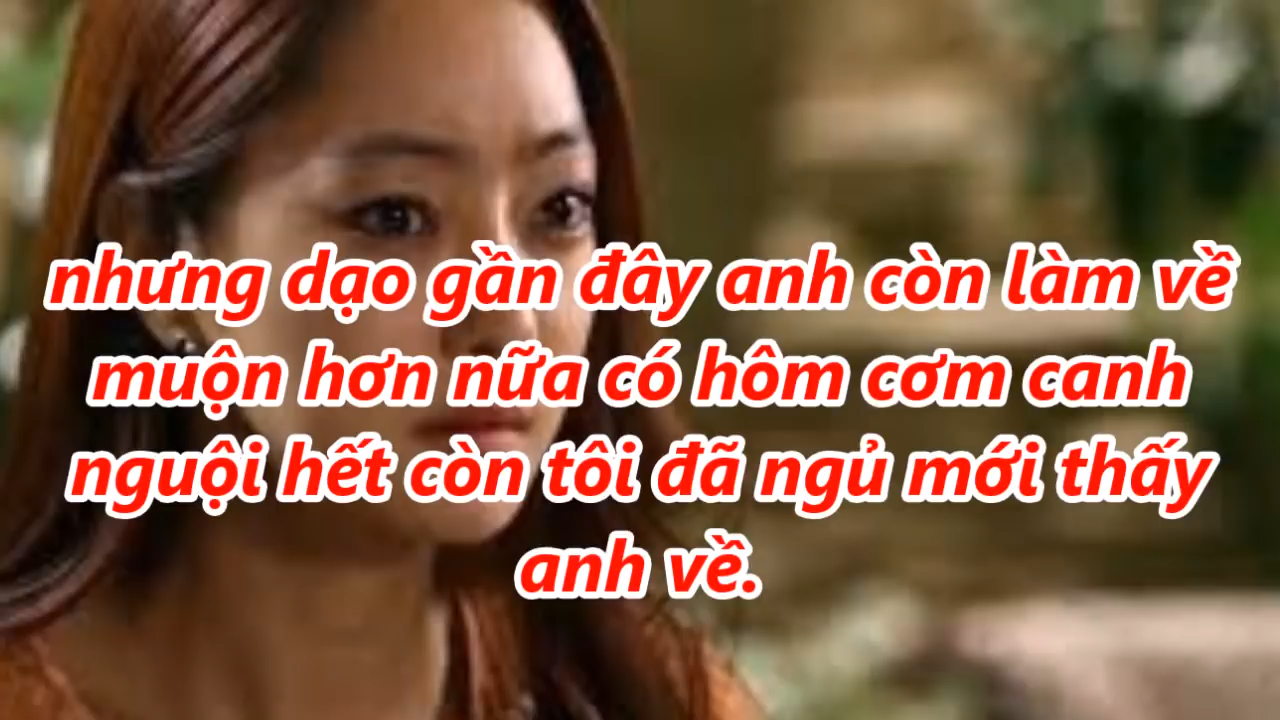 nhưng dạo gần đây anh còn làm về
muộn hơn nữa có hôm cơm canh
nguội hết còn tôi đã ngủ mới thấy
anh về.